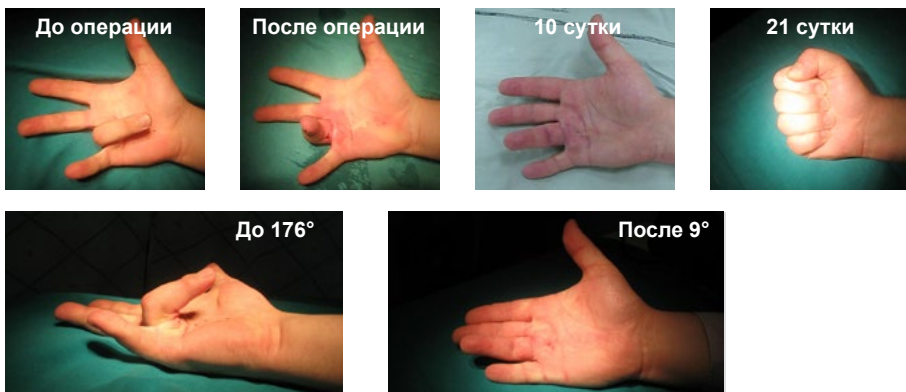 До операции
После операции
10 сутки
21 сутки
До 176°
После 9°